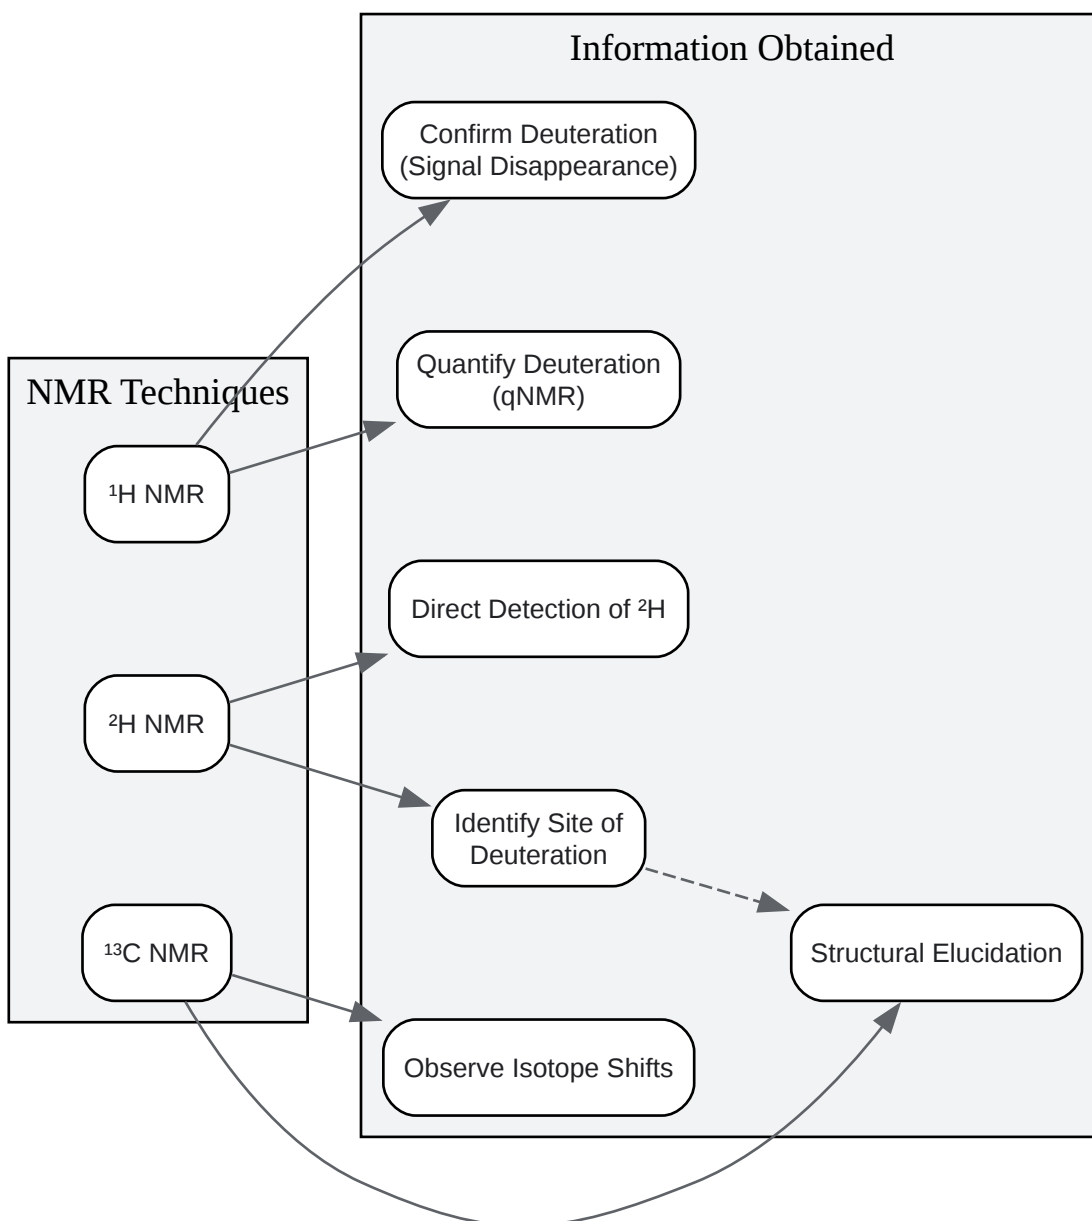 Information Obtained
Confirm Deuteration
(Signal Disappearance)
Quantify Deuteration
(qNMR)
NMR Techniques
¹H NMR
Direct Detection of ²H
²H NMR
Identify Site of
Deuteration
¹³C NMR
Structural Elucidation
Observe Isotope Shifts